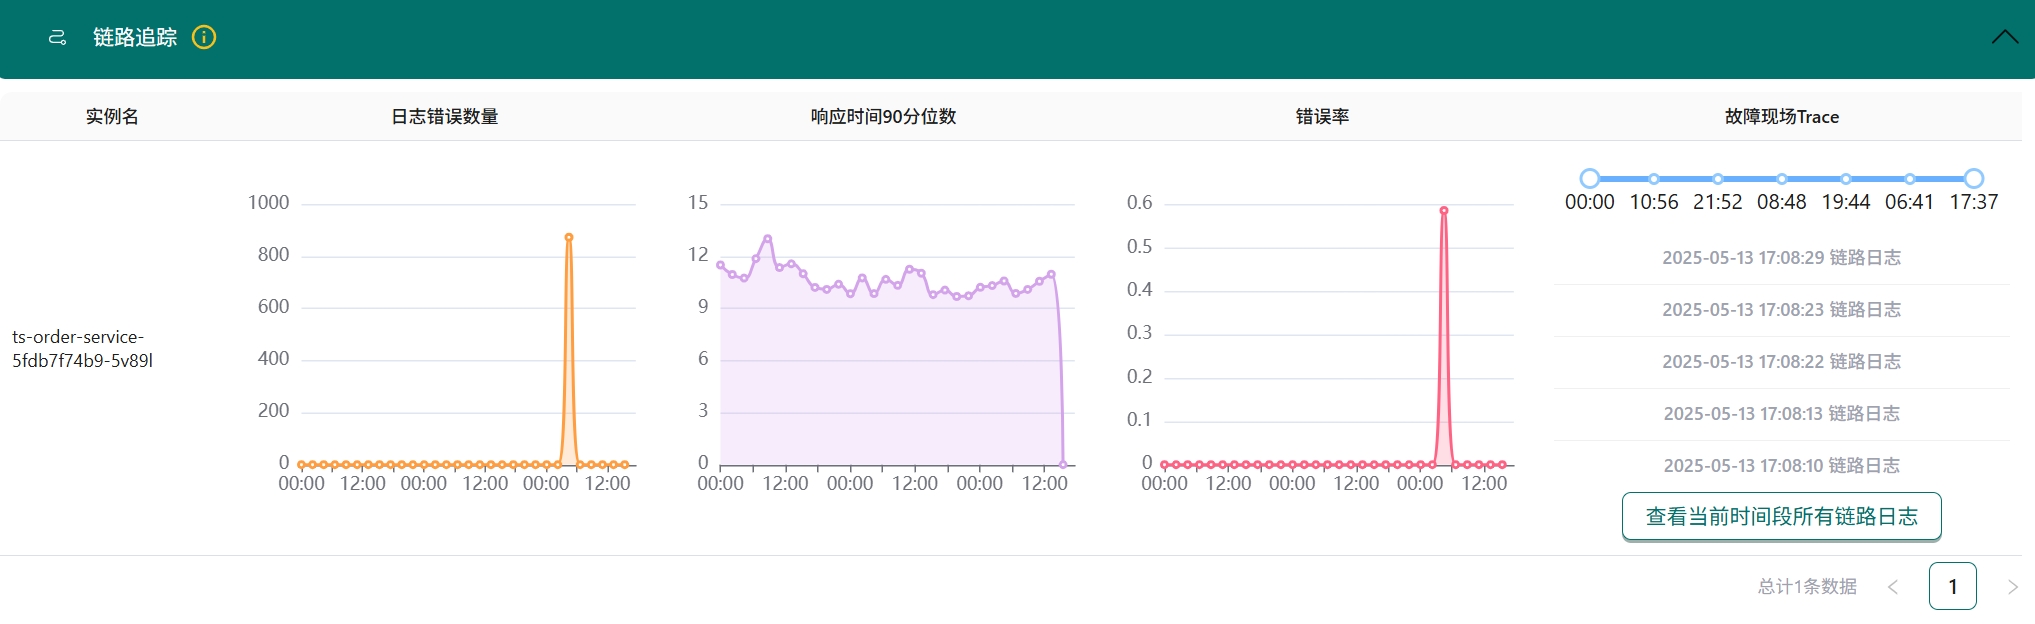 链路追踪
实例名 日志错误数量 响应时间90分位数 错误率 故障现场Trace
ts-order-service-
5fdb7f74b9-5v89l
1000
800
600
400
200
0
00:00 12:00 00:00 12:00 00:00 12:00
15
12
9
6
3
0
00:00 12:00 00:00 12:00 00:00 12:00
0.6
0.5
0.4
0.3
0.2
0.1
0
00:00 12:00 00:00 12:00 00:00 12:00
00:00 10:56 21:52 08:48 19:44 06:41 17:37
2025-05-13 17:08:29 链路日志
2025-05-13 17:08:23 链路日志
2025-05-13 17:08:22 链路日志
2025-05-13 17:08:13 链路日志
2025-05-13 17:08:10 链路日志
查看当前时间段所有链路日志
总计1条数据 < 1 >